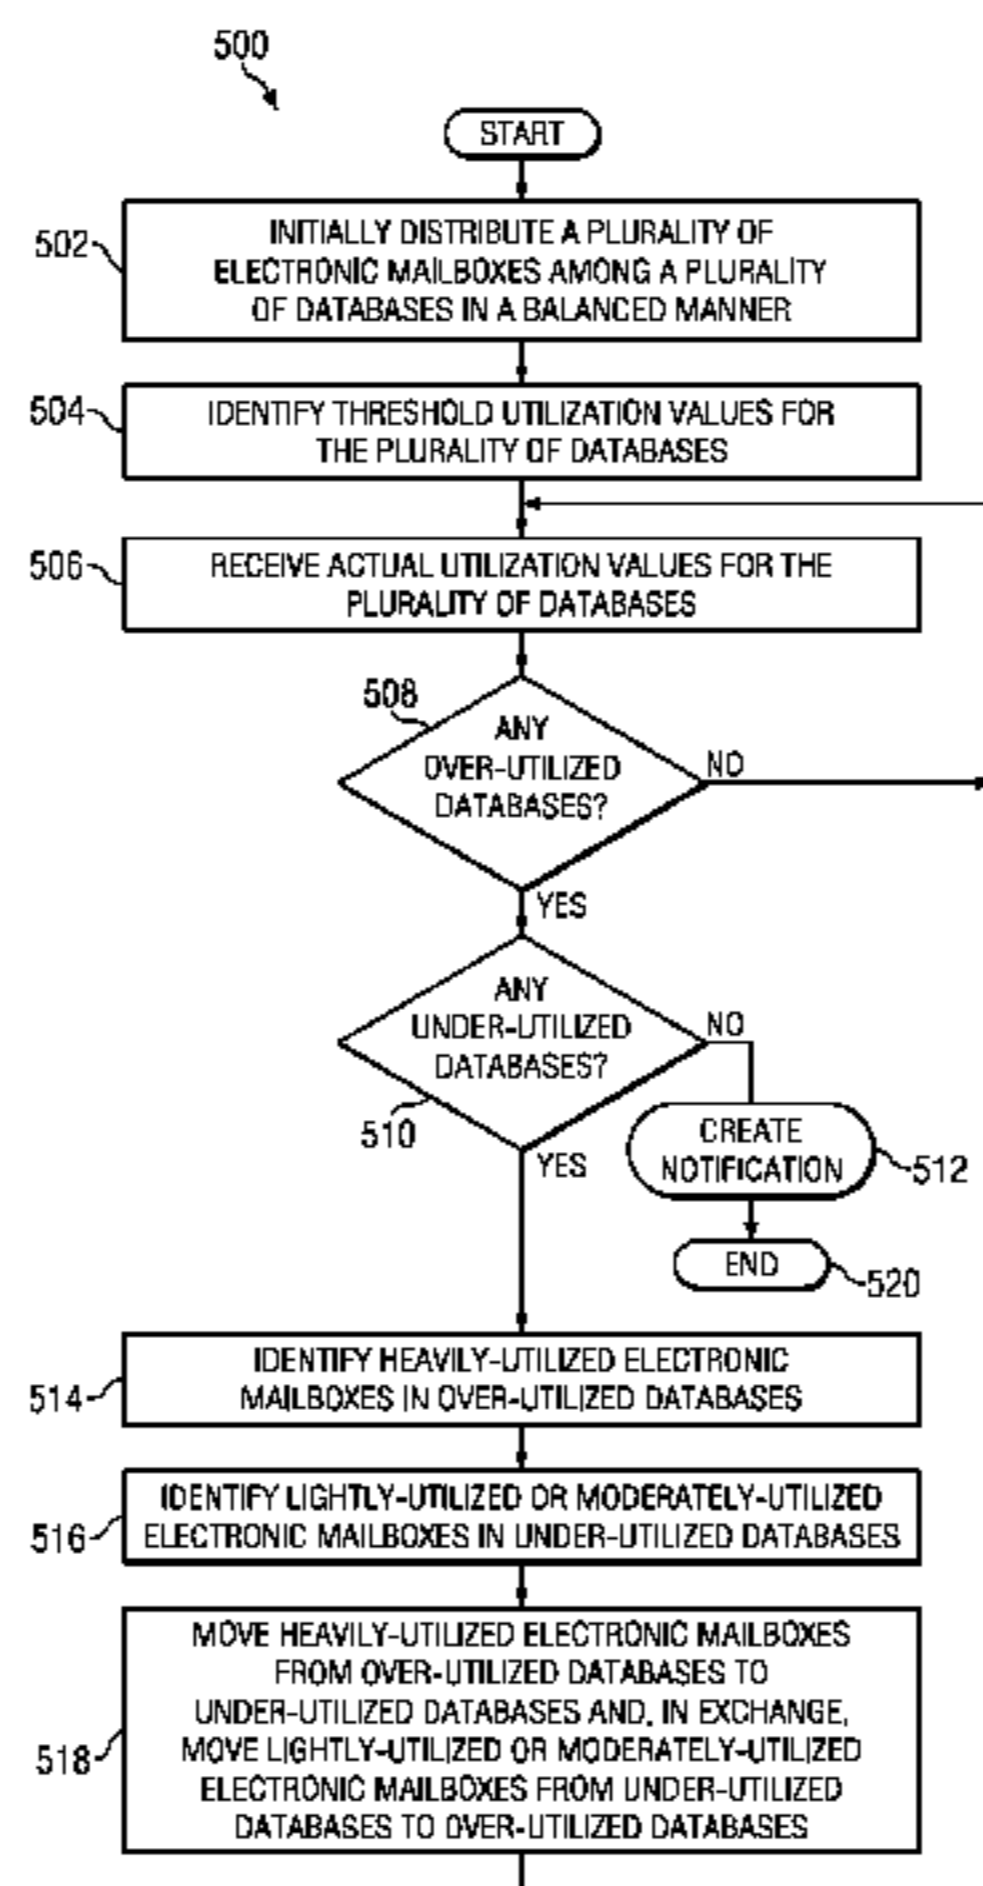 500
START
502
INITIALLY DISTRIBUTE A PLURALITY OF
ELECTRONIC MAILBOXES AMONG A PLURALITY
OF DATABASES IN A BALANCED MANNER
504
IDENTIFY THRESHOLD UTILIZATION VALUES FOR
THE PLURALITY OF DATABASES
506
RECEIVE ACTUAL UTILIZATION VALUES FOR THE
PLURALITY OF DATABASES
508
ANY
OVER-UTILIZED
DATABASES?
NO
YES
ANY
UNDER-UTILIZED
DATABASES?
NO
510
YES
CREATE
NOTIFICATION
512
END
520
IDENTIFY HEAVILY-UTILIZED ELECTRONIC
MAILBOXES IN OVER-UTILIZED DATABASES
514
IDENTIFY LIGHTLY-UTILIZED OR MODERATELY-UTILIZED
ELECTRONIC MAILBOXES IN UNDER-UTILIZED DATABASES
516
MOVE HEAVILY-UTILIZED ELECTRONIC MAILBOXES
FROM OVER-UTILIZED DATABASES TO
UNDER-UTILIZED DATABASES AND, IN EXCHANGE,
MOVE LIGHTLY-UTILIZED OR MODERATELY-UTILIZED
ELECTRONIC MAILBOXES FROM UNDER-UTILIZED
DATABASES TO OVER-UTILIZED DATABASES
518